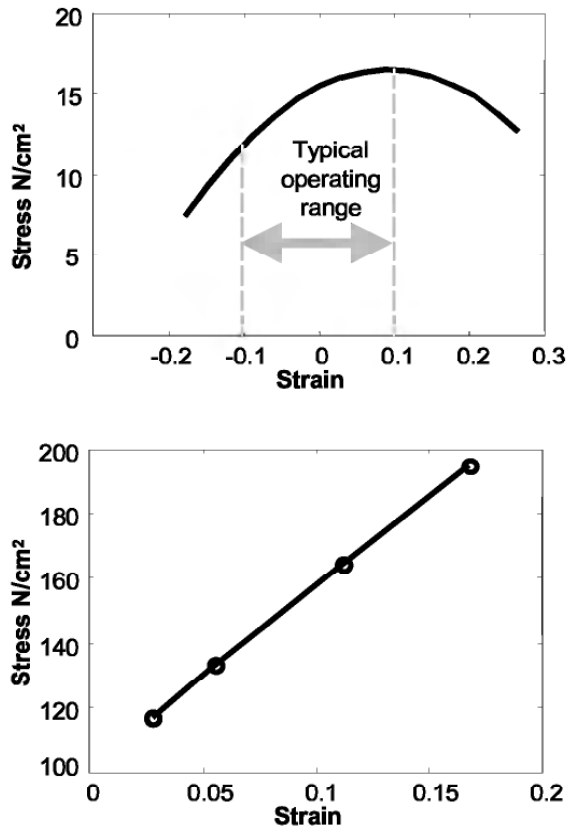 20
15
10
5
0
Stress N/cm²
Typical
operating
range
-0.2 -0.1 0 0.1 0.2 0.3
Strain
200
180
160
140
120
100
Stress N/cm²
0 0.05 0.1 0.15 0.2
Strain